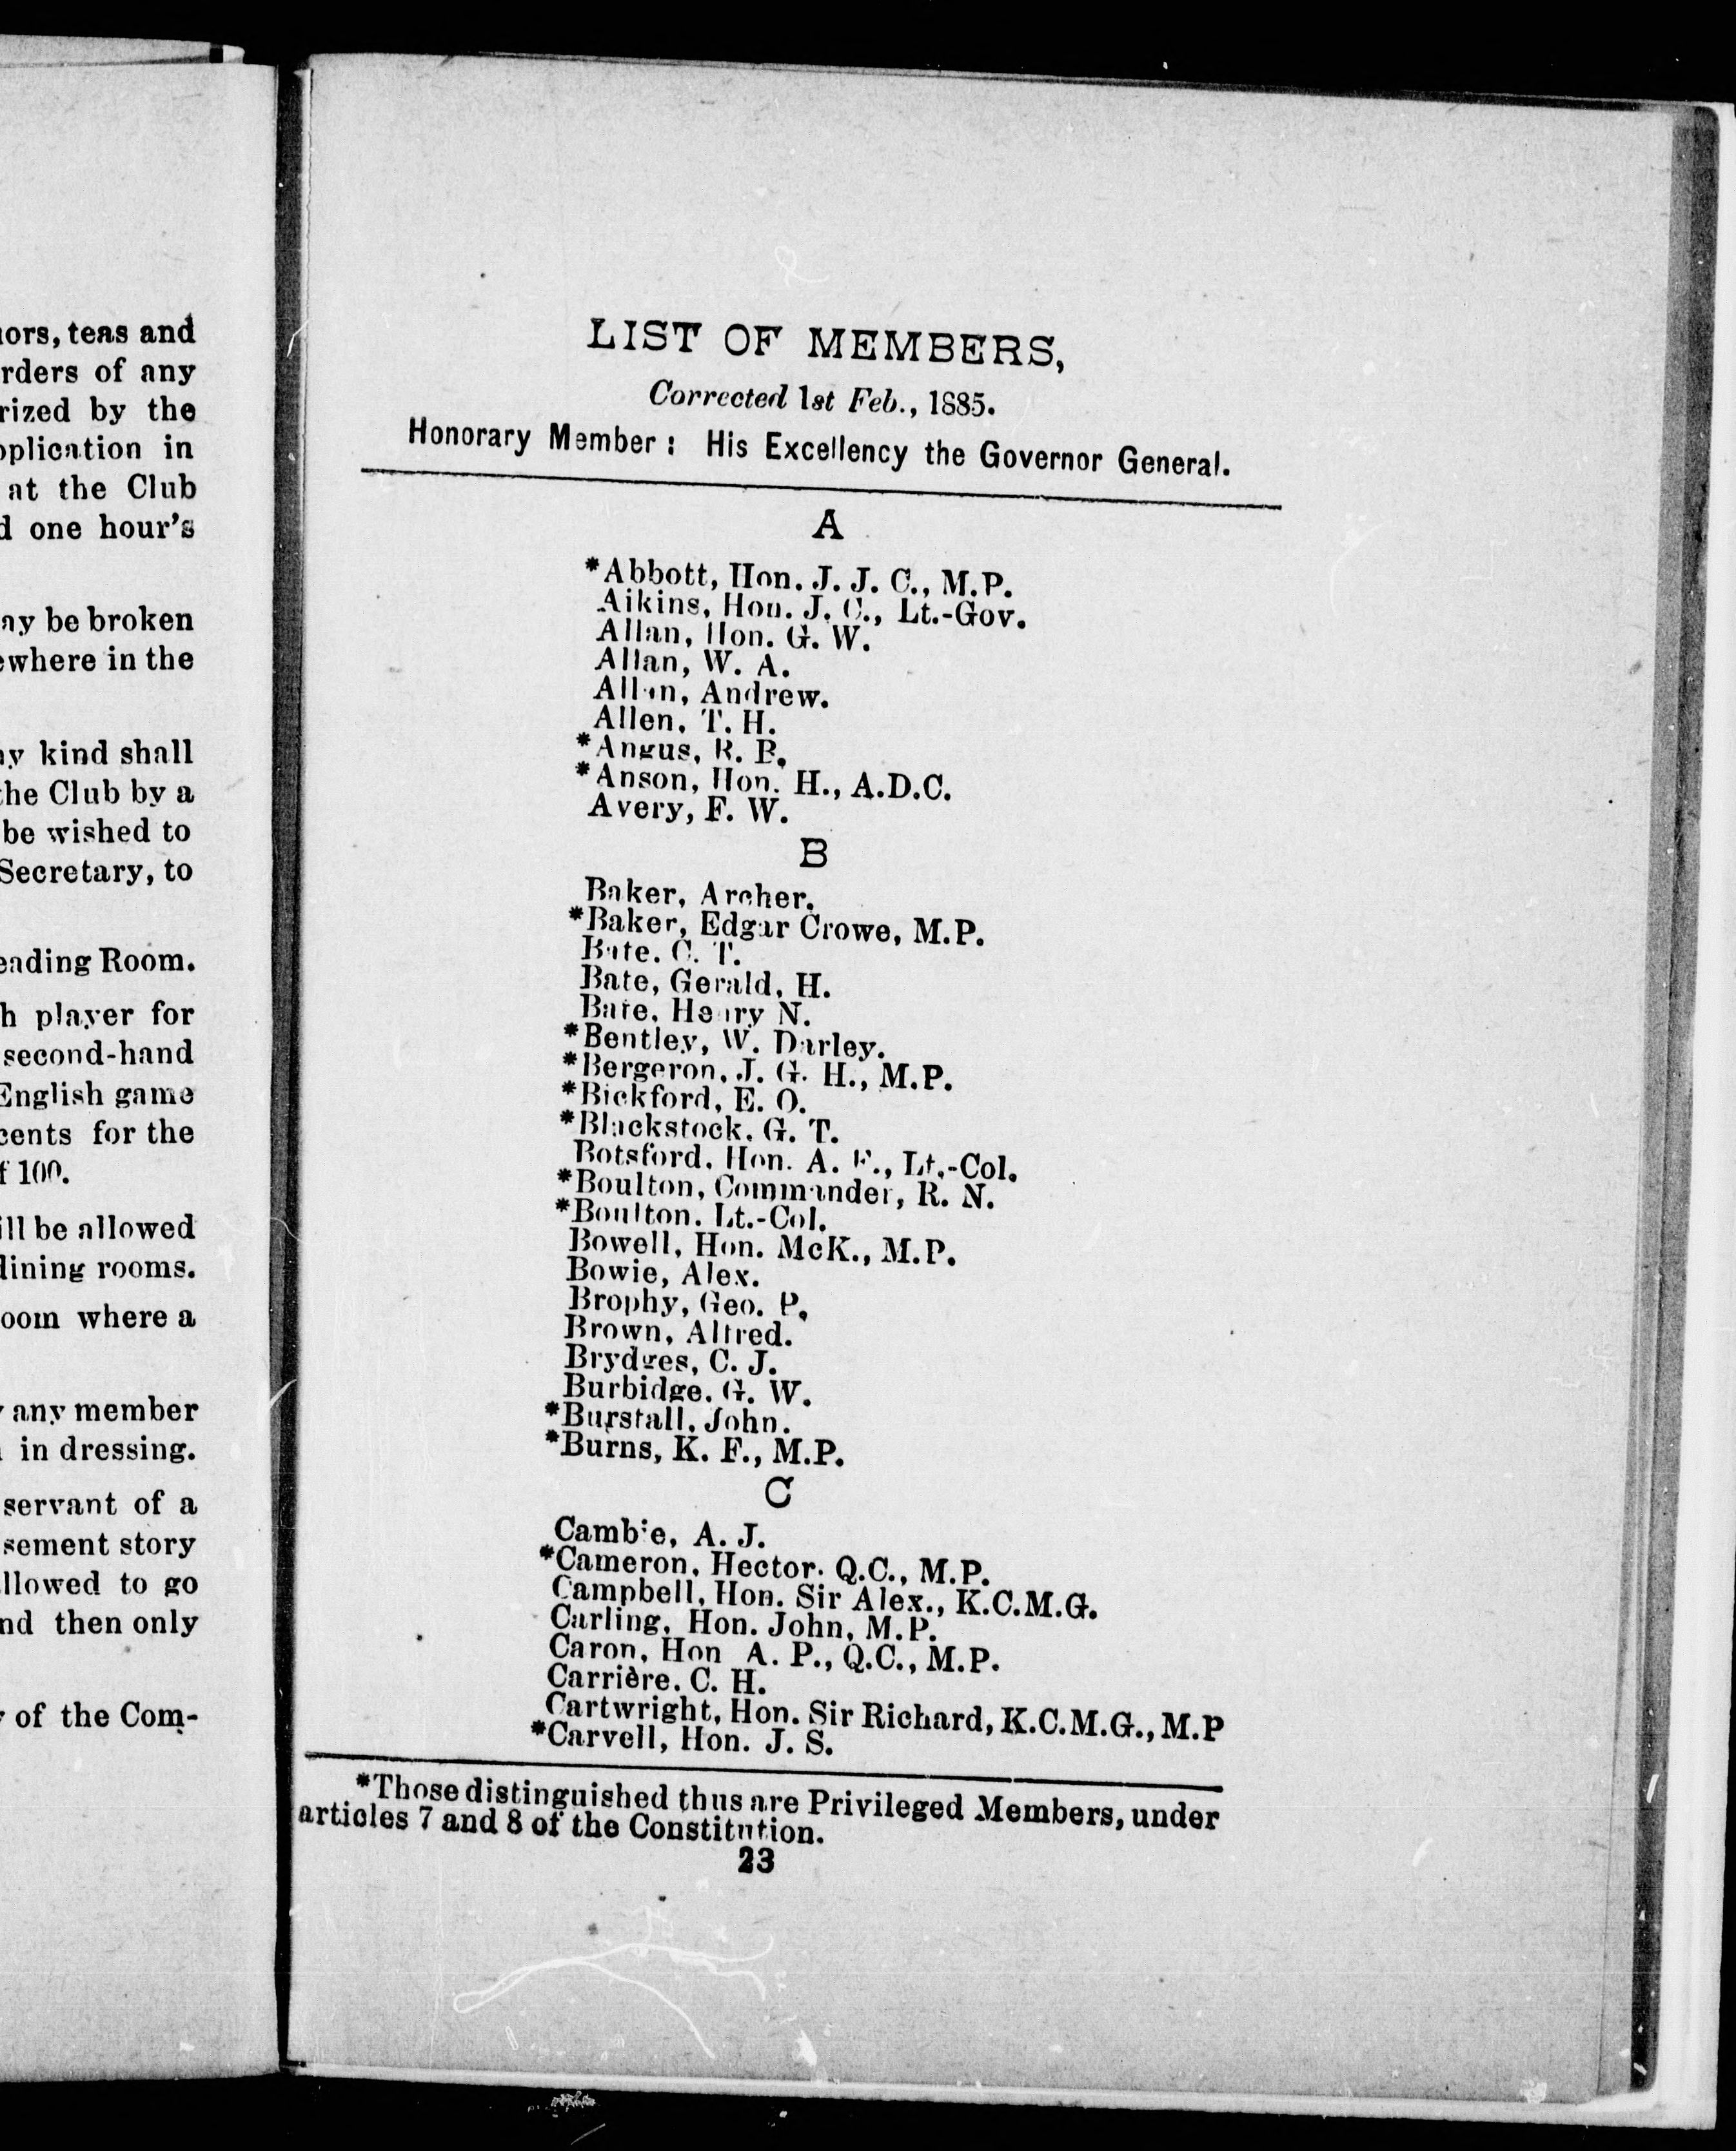 ors, teas and
rders of any
rized by the
plication in
at the Club
d one hour's
ay be broken
where in the
y kind shall
the Club by a
be wished to
Secretary, to
eading Room.
h player for
second-hand
English game
cents for the
f 100.
ill be allowed
dining rooms.
oom where a
any member
in dressing.
servant of a
sement story
llowed to go
nd then only
of the Com-
LIST OF MEMBERS,
Corrected 1st Feb., 1885.
Honorary Member: His Excellency the Governor General.
A
*Abbott, Hon. J. J. C., M.P.
Aikins, Hon. J. C., Lt.-Gov.
Allan, Hon. G. W.
Allan, W. A.
Allan, Andrew.
Allen, T. H.
*Angus, R. B.
*Anson, Hon. H., A.D.C.
Avery, F. W.
B
Baker, Archer.
*Baker, Edgar Crowe, M.P.
Bate. C. T.
Bate, Gerald, H.
Bate, Henry N.
*Bentley, W. Darley.
*Bergeron, J. G. H., M.P.
*Bickford, E. O.
*Blackstock, G. T.
Botsford, Hon. A. E., Lt.-Col.
*Boulton, Commander, R. N.
*Boulton. Lt.-Col.
Bowell, Hon. McK., M.P.
Bowie, Alex.
Brophy, Geo. P.
Brown, Alfred.
Brydges, C. J.
Burbidge. G. W.
*Burstall, John.
*Burns, K. F., M.P.
C
Cambie, A. J.
*Cameron, Hector. Q.C., M.P.
Campbell, Hon. Sir Alex., K.C.M.G.
Carling, Hon. John, M.P.
Caron, Hon A. P., Q.C., M.P.
Carrière. C. H.
Cartwright, Hon. Sir Richard, K.C.M.G., M.P
*Carvell, Hon. J. S.
*Those distinguished thus are Privileged Members, under
articles 7 and 8 of the Constitution.
23